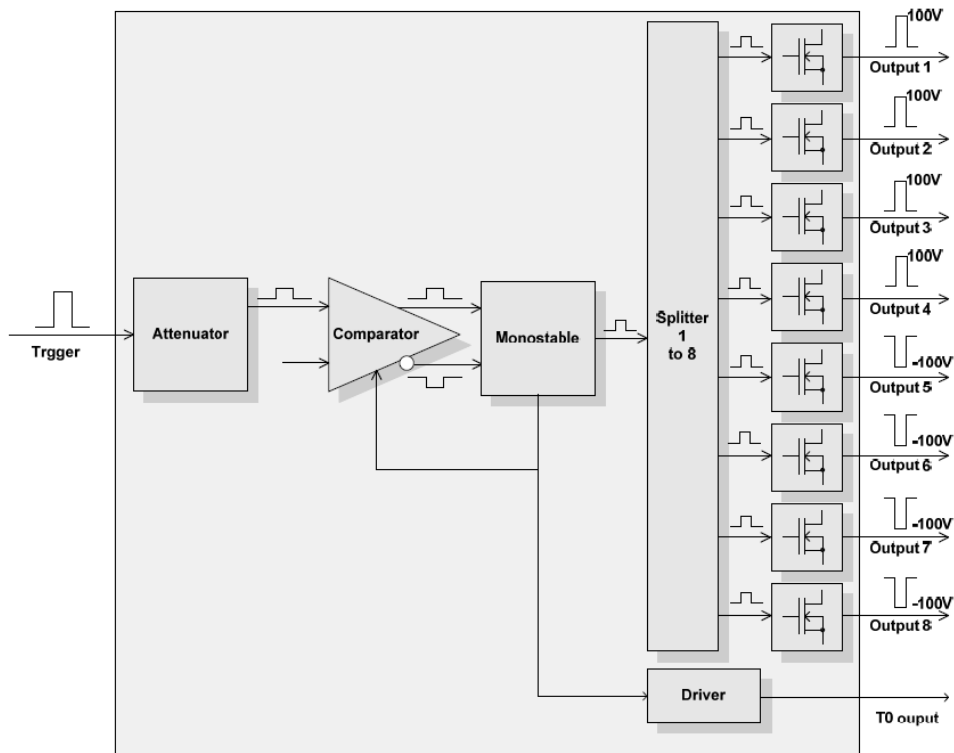 100V
Output 1
100V
Output 2
100V
Output 3
100V
Output 4
Trgger
Attenuator
Comparator
Monostable
Splitter
1
to 8
-100V
Output 5
-100V
Output 6
-100V
Output 7
-100V
Output 8
Driver
T0 ouput